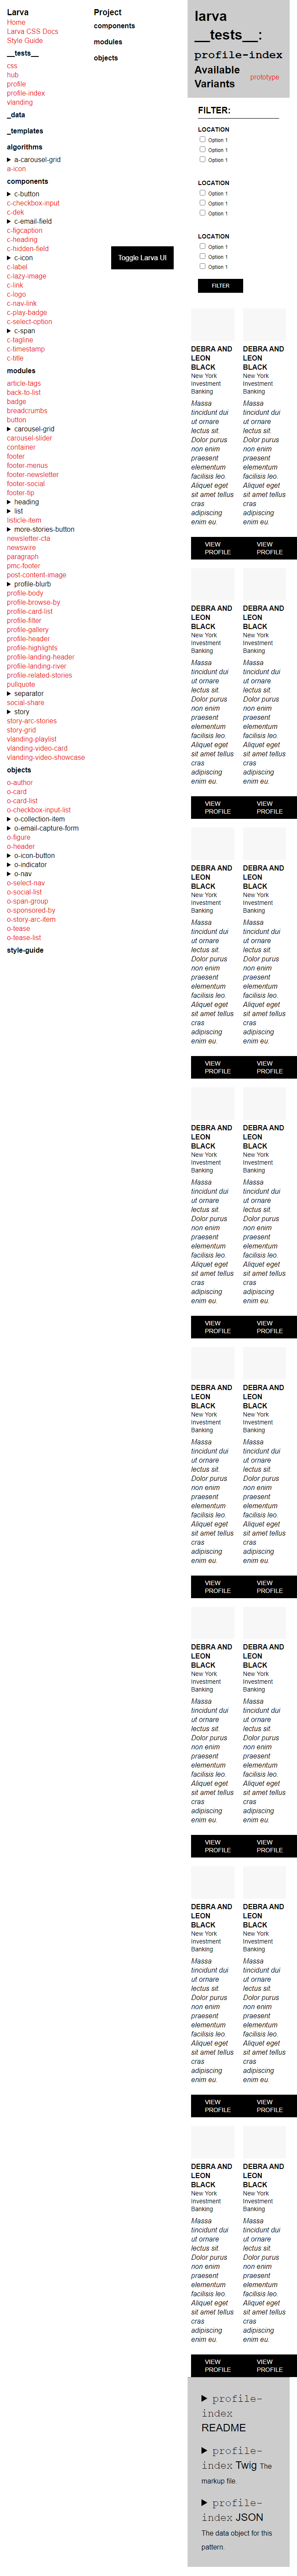 Larva
Home
Larva CSS Docs
Style Guide
__tests__
css
hub
profile
profile-index
vlanding
_data
_templates
algorithms
a-carousel-grid
a-icon
components
c-button
c-checkbox-input
c-dek
c-email-field
c-figcaption
c-heading
c-hidden-field
c-icon
c-label
c-lazy-image
c-link
c-logo
c-nav-link
c-play-badge
c-select-option
c-span
c-tagline
c-timestamp
c-title
modules
article-tags
back-to-list
badge
breadcrumbs
button
carousel-grid
carousel-slider
container
footer
footer-menus
footer-newsletter
footer-social
footer-tip
heading
list
listicle-item
more-stories-button
newsletter-cta
newswire
paragraph
pmc-footer
post-content-image
profile-blurb
profile-body
profile-browse-by
profile-card-list
profile-filter
profile-gallery
profile-header
profile-highlights
profile-landing-header
profile-landing-river
profile-related-stories
pullquote
separator
social-share
story
story-arc-stories
story-grid
vlanding-playlist
vlanding-video-card
vlanding-video-showcase
objects
o-author
o-card
o-card-list
o-checkbox-input-list
o-collection-item
o-email-capture-form
o-figure
o-header
o-icon-button
o-indicator
o-nav
o-select-nav
o-social-list
o-span-group
o-sponsored-by
o-story-arc-item
o-tease
o-tease-list
style-guide
Project
components
modules
objects
Toggle Larva UI
larva
__tests__:
profile-index
Available
Variants
prototype
FILTER:
LOCATION
Option 1
Option 1
Option 1
LOCATION
Option 1
Option 1
Option 1
LOCATION
Option 1
Option 1
Option 1
FILTER
DEBRA AND LEON BLACK
New York Investment Banking
Massa tincidunt dui ut ornare lectus sit. Dolor purus non enim praesent elementum facilisis leo. Aliquet eget sit amet tellus cras adipiscing enim eu.
VIEW PROFILE
DEBRA AND LEON BLACK
New York Investment Banking
Massa tincidunt dui ut ornare lectus sit. Dolor purus non enim praesent elementum facilisis leo. Aliquet eget sit amet tellus cras adipiscing enim eu.
VIEW PROFILE
DEBRA AND LEON BLACK
New York Investment Banking
Massa tincidunt dui ut ornare lectus sit. Dolor purus non enim praesent elementum facilisis leo. Aliquet eget sit amet tellus cras adipiscing enim eu.
VIEW PROFILE
DEBRA AND LEON BLACK
New York Investment Banking
Massa tincidunt dui ut ornare lectus sit. Dolor purus non enim praesent elementum facilisis leo. Aliquet eget sit amet tellus cras adipiscing enim eu.
VIEW PROFILE
DEBRA AND LEON BLACK
New York Investment Banking
Massa tincidunt dui ut ornare lectus sit. Dolor purus non enim praesent elementum facilisis leo. Aliquet eget sit amet tellus cras adipiscing enim eu.
VIEW PROFILE
DEBRA AND LEON BLACK
New York Investment Banking
Massa tincidunt dui ut ornare lectus sit. Dolor purus non enim praesent elementum facilisis leo. Aliquet eget sit amet tellus cras adipiscing enim eu.
VIEW PROFILE
DEBRA AND LEON BLACK
New York Investment Banking
Massa tincidunt dui ut ornare lectus sit. Dolor purus non enim praesent elementum facilisis leo. Aliquet eget sit amet tellus cras adipiscing enim eu.
VIEW PROFILE
DEBRA AND LEON BLACK
New York Investment Banking
Massa tincidunt dui ut ornare lectus sit. Dolor purus non enim praesent elementum facilisis leo. Aliquet eget sit amet tellus cras adipiscing enim eu.
VIEW PROFILE
DEBRA AND LEON BLACK
New York Investment Banking
Massa tincidunt dui ut ornare lectus sit. Dolor purus non enim praesent elementum facilisis leo. Aliquet eget sit amet tellus cras adipiscing enim eu.
VIEW PROFILE
DEBRA AND LEON BLACK
New York Investment Banking
Massa tincidunt dui ut ornare lectus sit. Dolor purus non enim praesent elementum facilisis leo. Aliquet eget sit amet tellus cras adipiscing enim eu.
VIEW PROFILE
DEBRA AND LEON BLACK
New York Investment Banking
Massa tincidunt dui ut ornare lectus sit. Dolor purus non enim praesent elementum facilisis leo. Aliquet eget sit amet tellus cras adipiscing enim eu.
VIEW PROFILE
DEBRA AND LEON BLACK
New York Investment Banking
Massa tincidunt dui ut ornare lectus sit. Dolor purus non enim praesent elementum facilisis leo. Aliquet eget sit amet tellus cras adipiscing enim eu.
VIEW PROFILE
DEBRA AND LEON BLACK
New York Investment Banking
Massa tincidunt dui ut ornare lectus sit. Dolor purus non enim praesent elementum facilisis leo. Aliquet eget sit amet tellus cras adipiscing enim eu.
VIEW PROFILE
DEBRA AND LEON BLACK
New York Investment Banking
Massa tincidunt dui ut ornare lectus sit. Dolor purus non enim praesent elementum facilisis leo. Aliquet eget sit amet tellus cras adipiscing enim eu.
VIEW PROFILE
DEBRA AND LEON BLACK
New York Investment Banking
Massa tincidunt dui ut ornare lectus sit. Dolor purus non enim praesent elementum facilisis leo. Aliquet eget sit amet tellus cras adipiscing enim eu.
VIEW PROFILE
DEBRA AND LEON BLACK
New York Investment Banking
Massa tincidunt dui ut ornare lectus sit. Dolor purus non enim praesent elementum facilisis leo. Aliquet eget sit amet tellus cras adipiscing enim eu.
VIEW PROFILE
profile-
index
README
profile-
index Twig The
markup file.
profile-
index JSON
The data object for this
pattern.